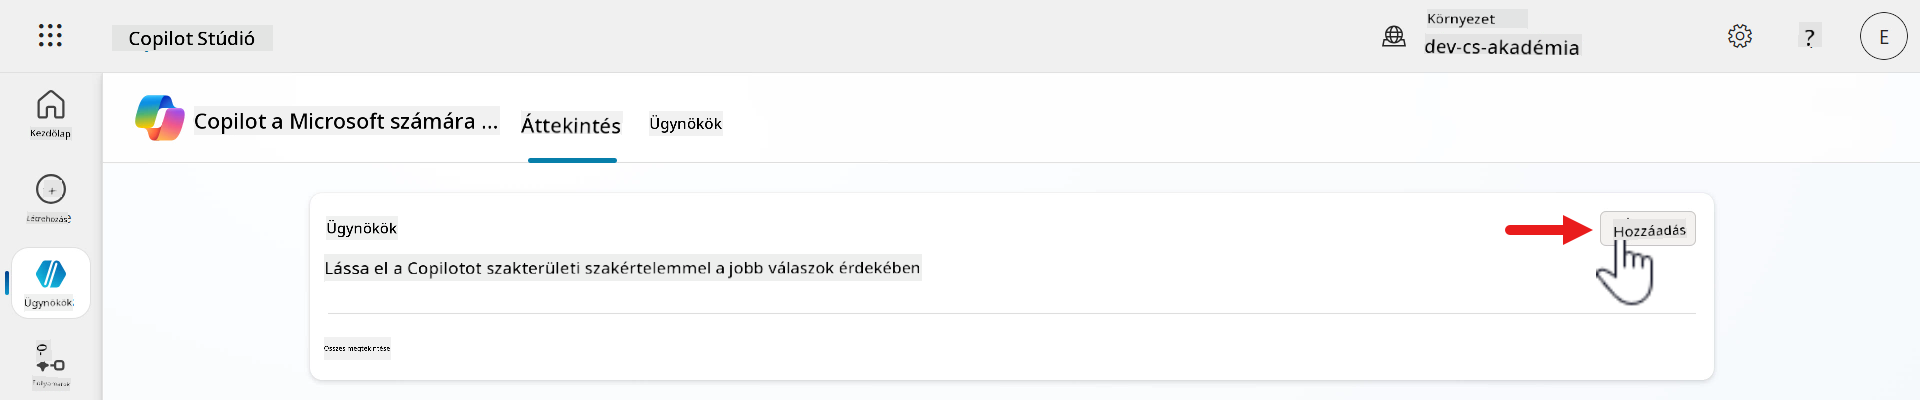 Copilot Stúdió
Környezet
dev-cs-akadémia
?
E
Copilot a Microsoft számára ...
Áttekintés
Ügynökök
Kezdőlap
Létrehozás?
Ügynökök.
Folyamatok
Ügynökök
Hozzáadás
Lássa el a Copilotot szakterületi szakértelemmel a jobb válaszok érdekében
Összes megtekintése